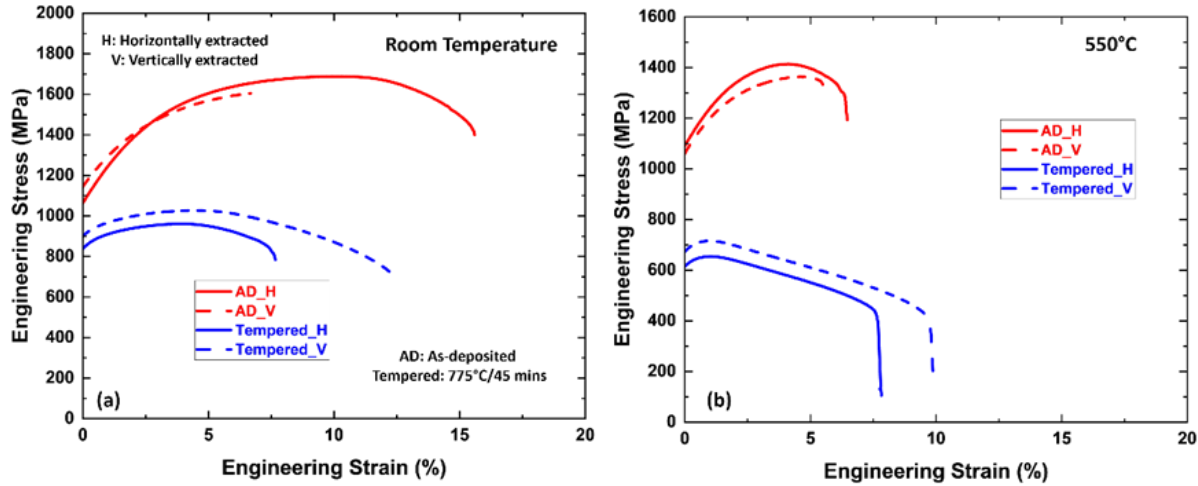 2000
1800
1600
1400
1200
1000
800
600
400
200
0
Engineering Stress (MPa)
H: Horizontally extracted
V: Vertically extracted
Room Temperature
AD_H
AD_V
Tempered_H
Tempered_V
AD: As-deposited
Tempered: 775°C/45 mins
(a)
0 5 10 15 20
Engineering Strain (%)
1600
1400
1200
1000
800
600
400
200
0
Engineering Stress (MPa)
550°C
AD_H
AD_V
Tempered_H
Tempered_V
(b)
0 5 10 15 20
Engineering Strain (%)